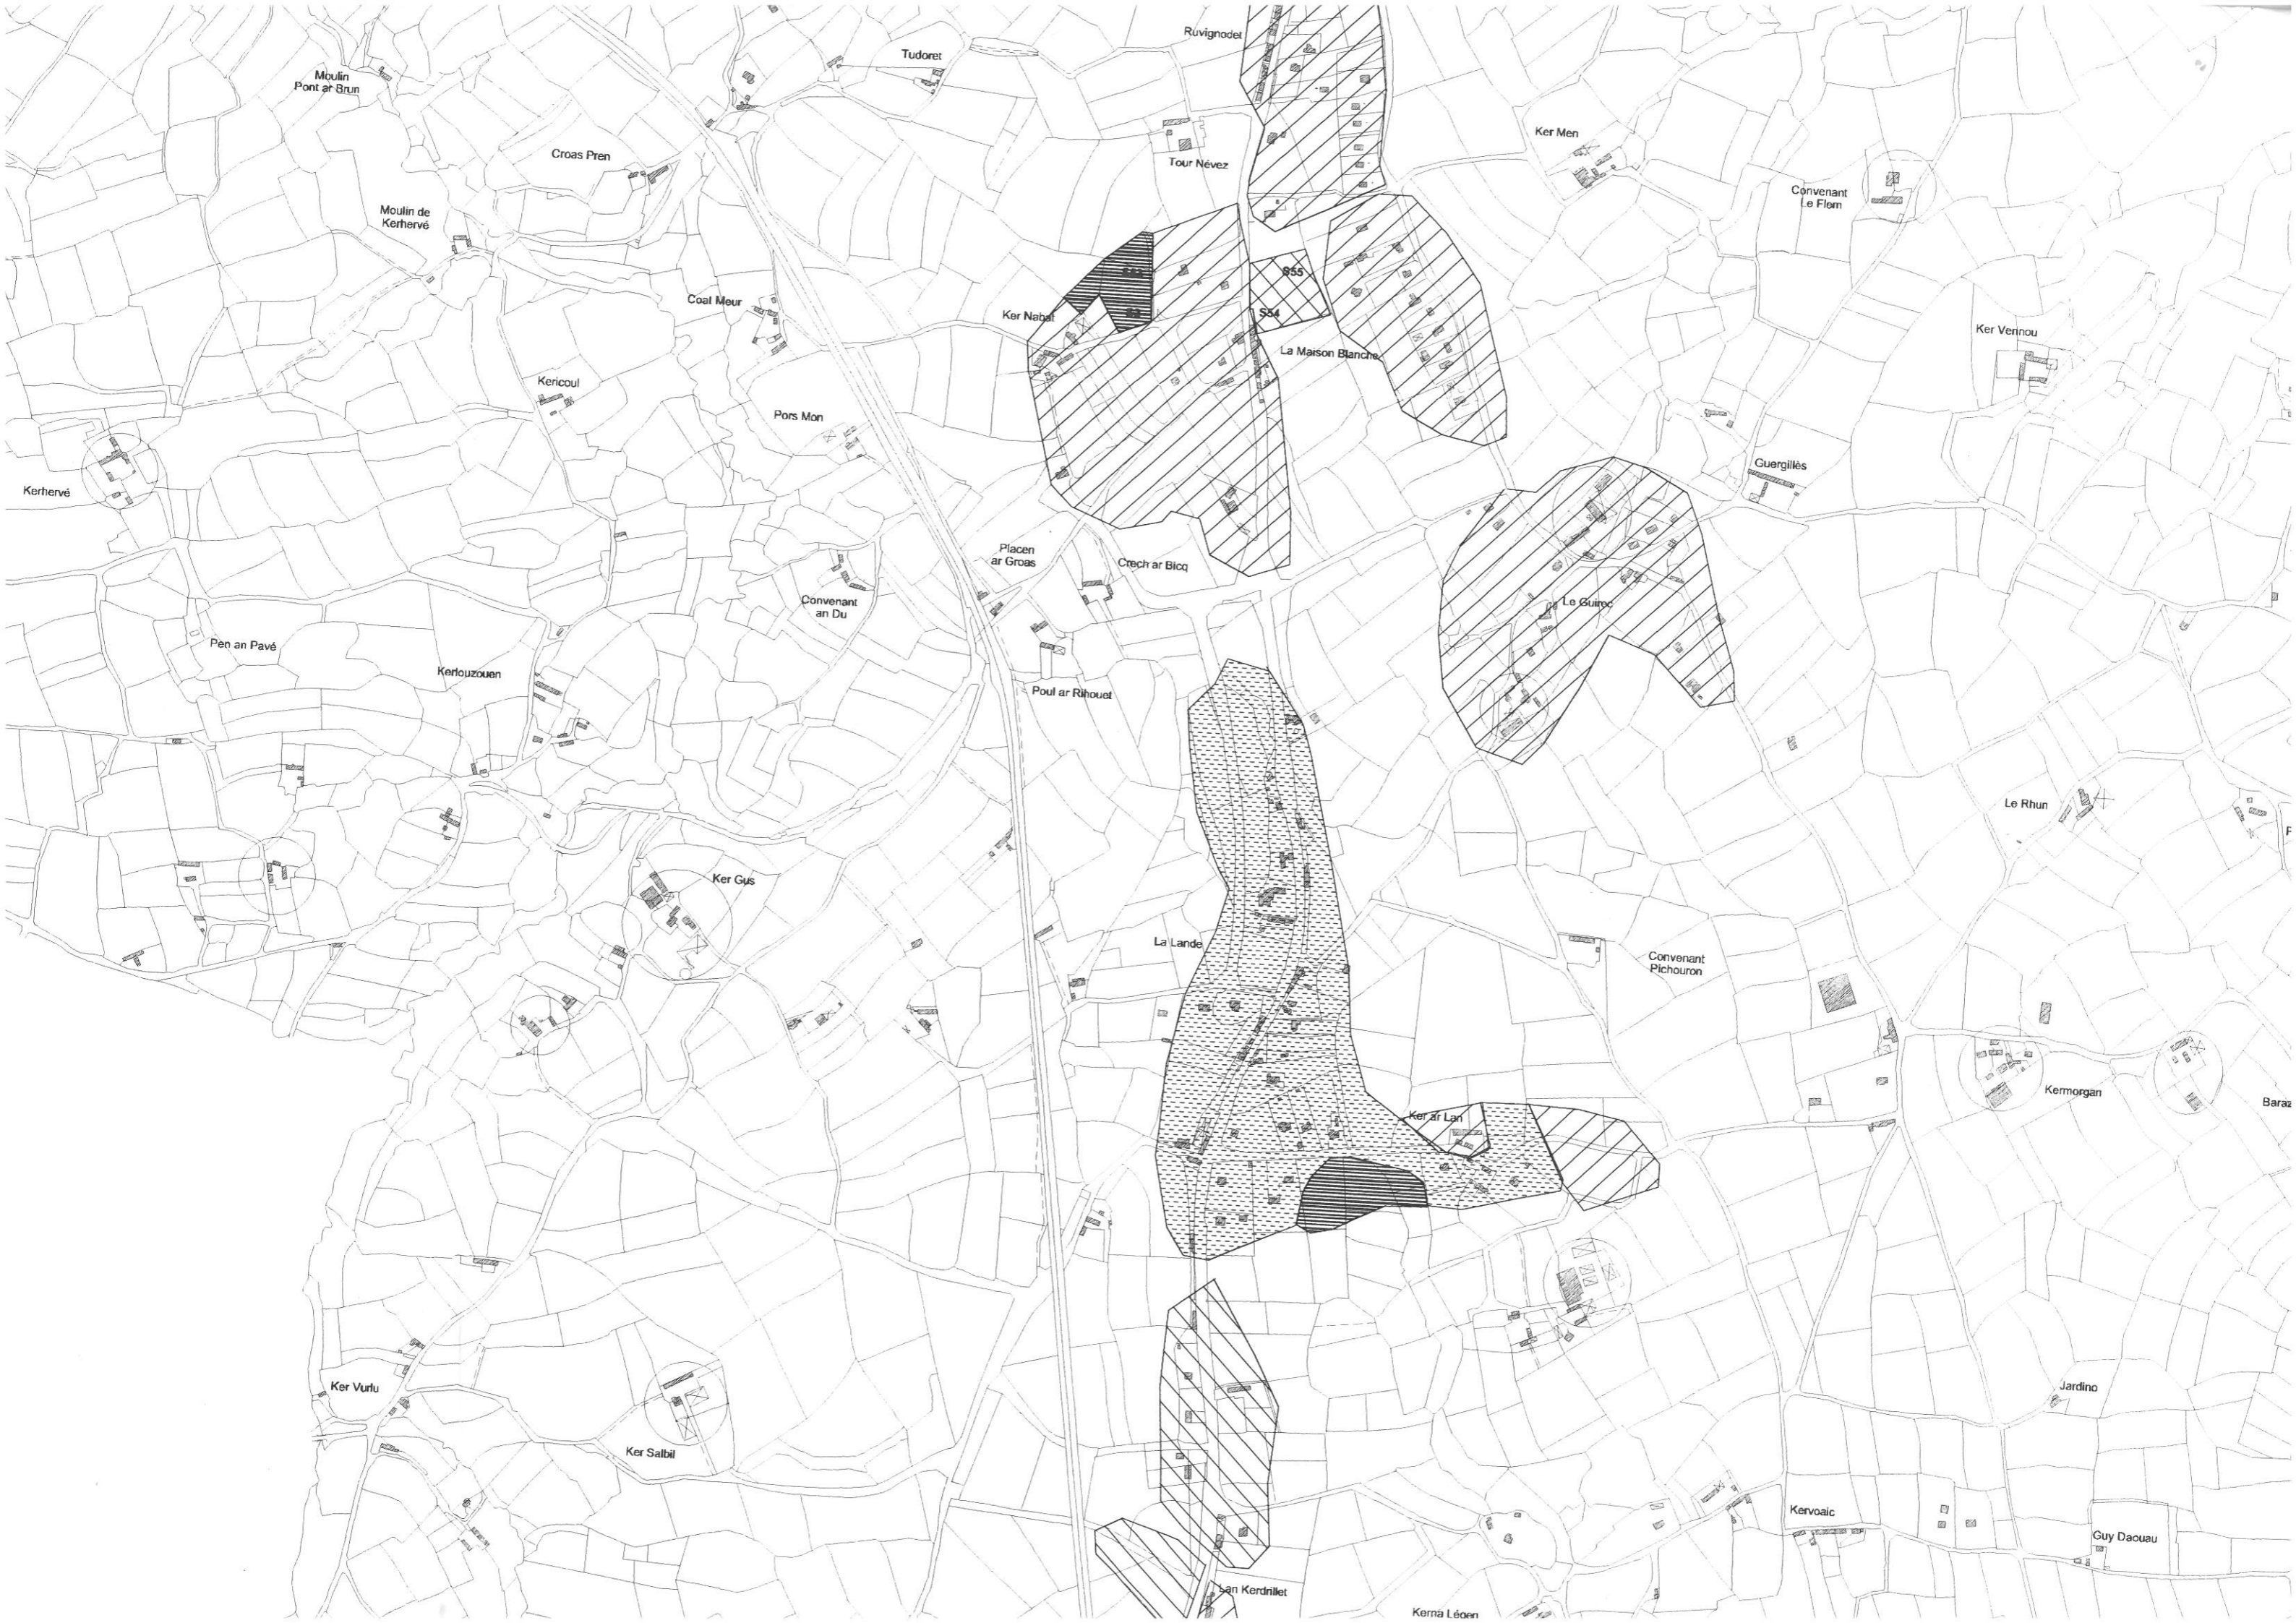 Ruvignodet
Tudoret
Moulin
Pont ar Brun
Ker Men
Croas Pren
Tour Névez
Convenant
Le Flem
Moulin de
Kerhervé
S55
Coat Meur
Ker Nabat
S54
Ker Vennou
La Maison Blanche
Kericoul
Pors Mon
Guergillès
Kerhervé
Placen
ar Groas
Crech ar Bicq
Convenant
an Du
Le Guirec
Pen an Pavé
Kerlouzouen
Poul ar Rihouet
Le Rhun
Ker Gus
La Lande
Convenant
Pichouron
Kermorgan
Baraz
Ker ar Lan
Ker Vurlu
Jardino
Ker Salbil
Kervoaic
Guy Daouau
Lan Kerdrillet
Kerna Légen